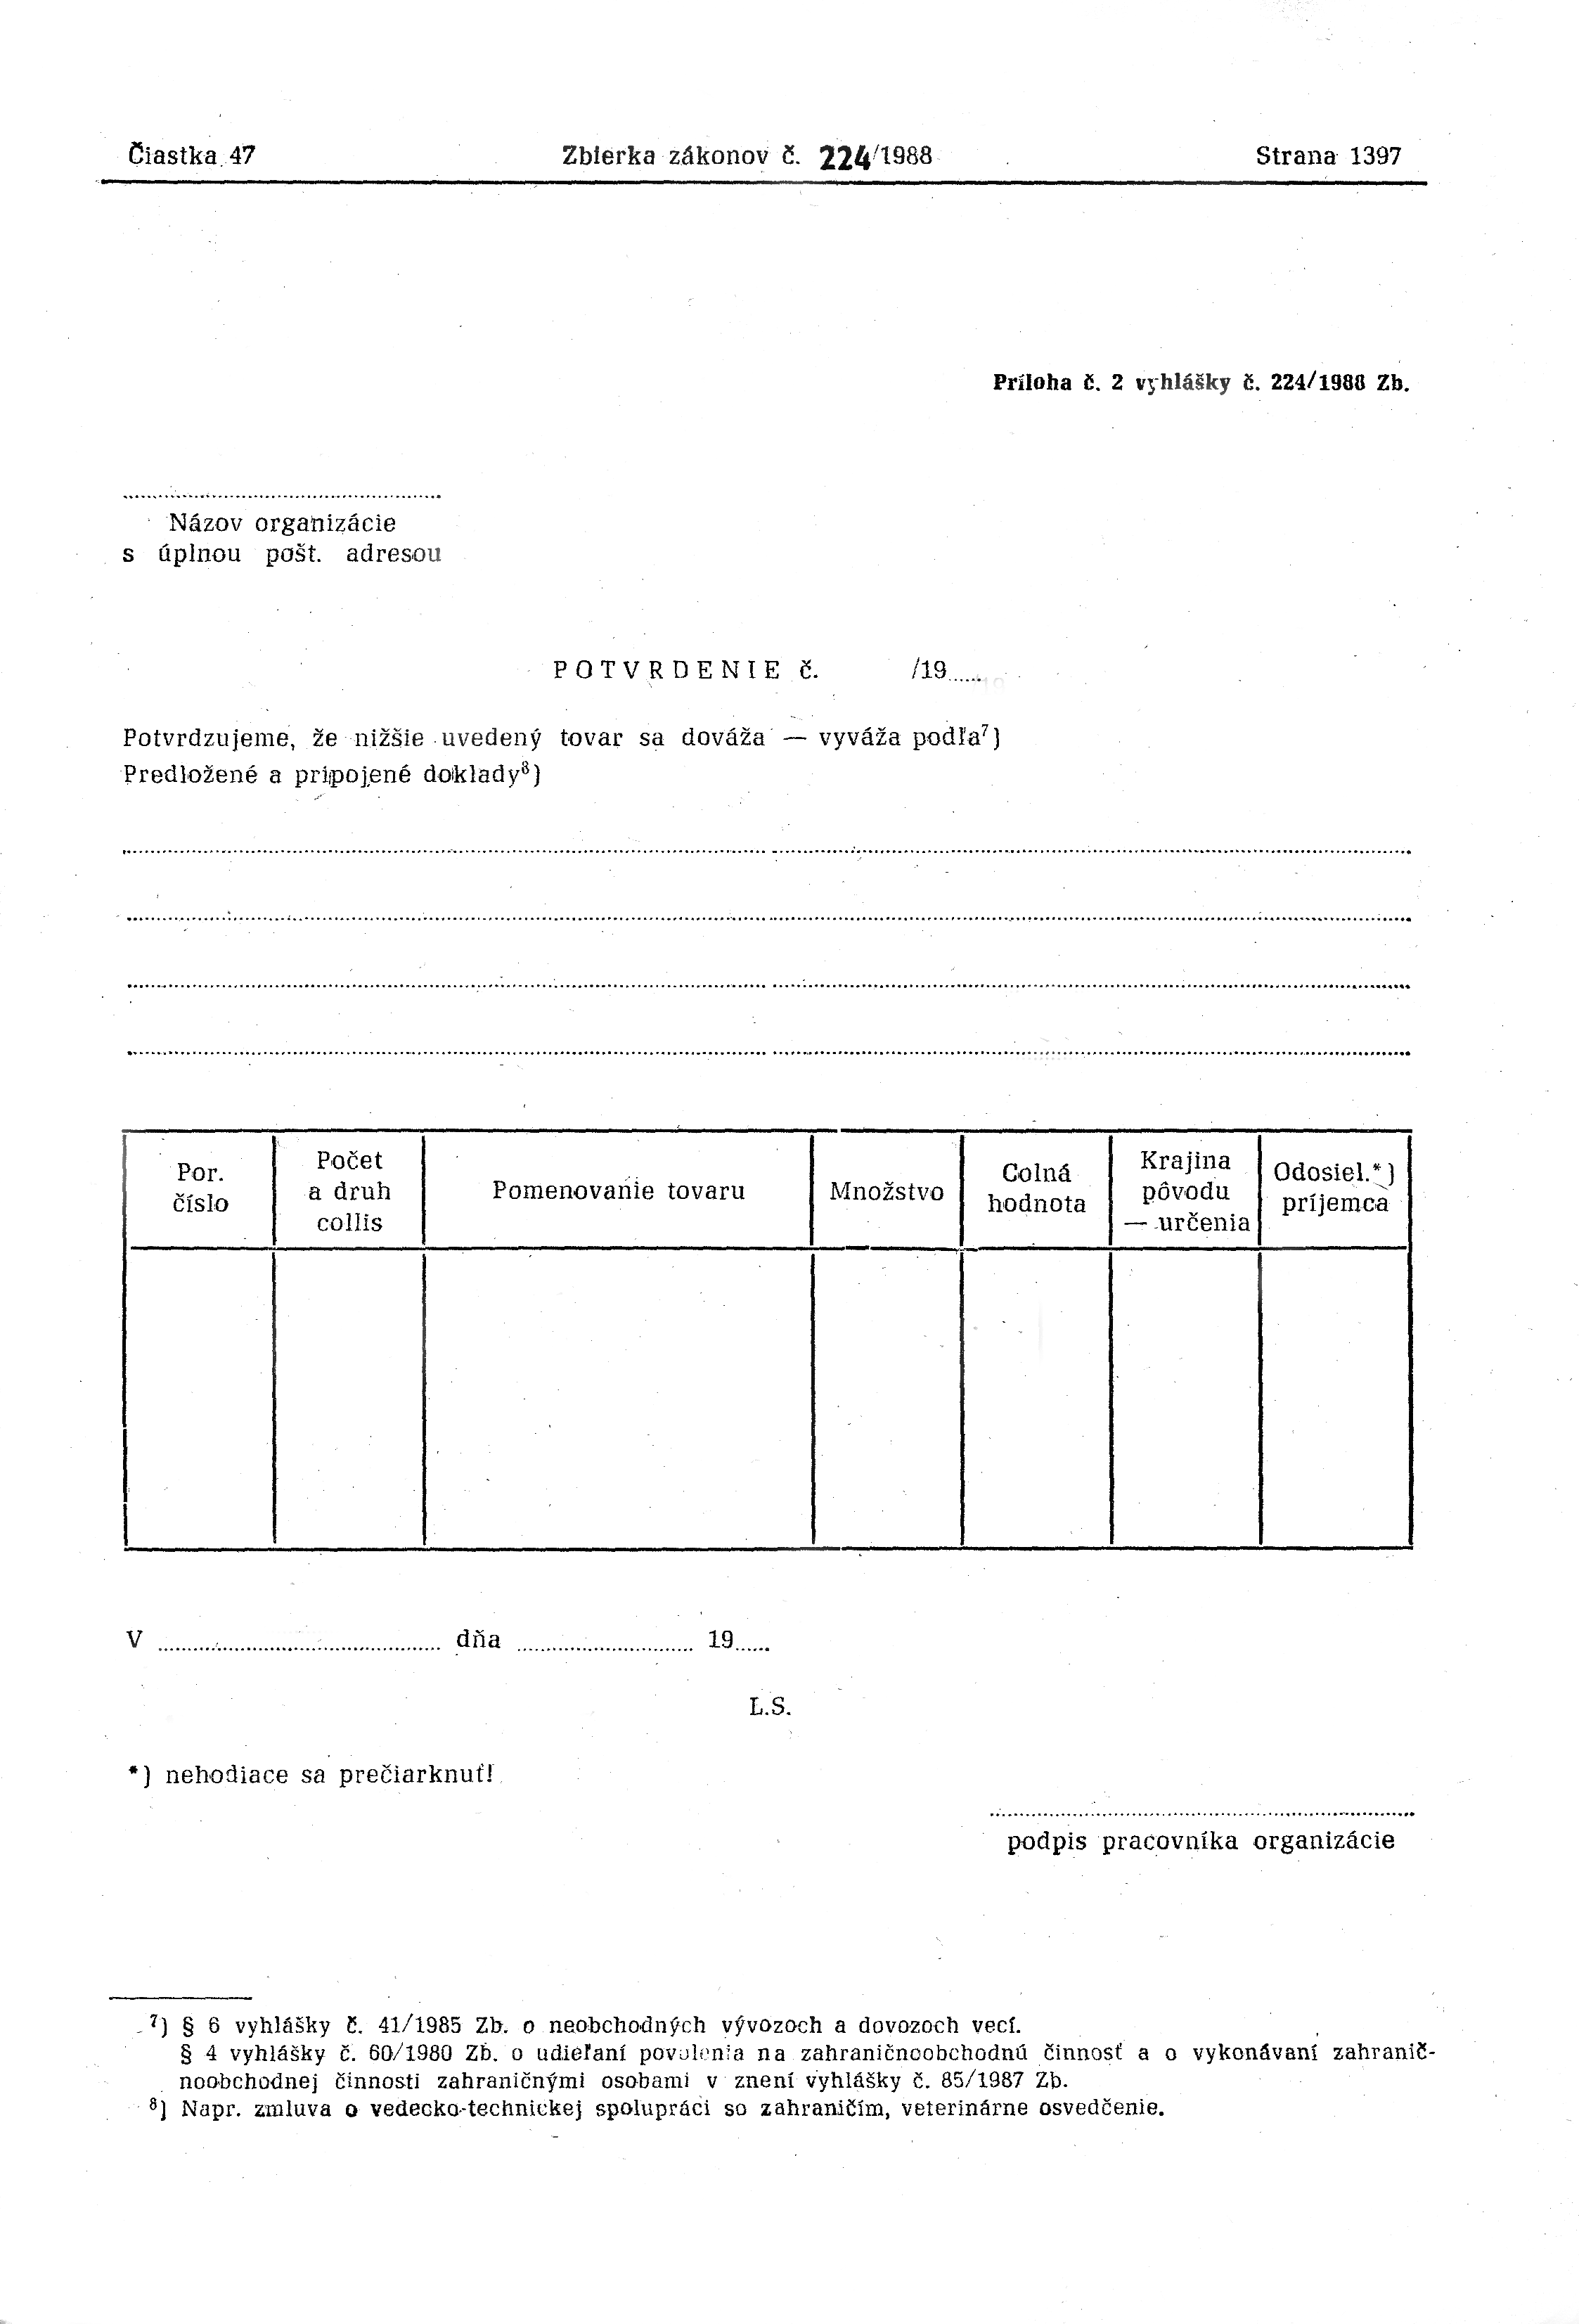 Čiastka 47 Zbierka zákonov č. 224/1988 Strana 1397
Príloha č. 2 vyhlášky č. 224/1988 Zb.
Názov organizácie
s úplnou pošt. adresou
POTVRDENIE č. /19......
Potvrdzujeme, že nižšie uvedený tovar sa dováža — vyváža podľa⁷)
Predložené a pripojené doklady⁸)
Por.
číslo
Počet
a druh
collis
Pomenovanie tovaru
Množstvo
Colná
hodnota
Krajina
pôvodu
— určenia
Odosiel.*)
príjemca
V ........................................ dňa ............................. 19......
L.S.
*) nehodiace sa prečiarknuť!
podpis pracovníka organizácie
⁷) § 6 vyhlášky č. 41/1985 Zb. o neobchodných vývozoch a dovozoch vecí.
§ 4 vyhlášky č. 60/1980 Zb. o udieľaní povolenia na zahraničnoobchodnú činnosť a o vykonávaní zahranič-
noobchodnej činnosti zahraničnými osobami v znení vyhlášky č. 85/1987 Zb.
⁸) Napr. zmluva o vedecko-technickej spolupráci so zahraničím, veterinárne osvedčenie.